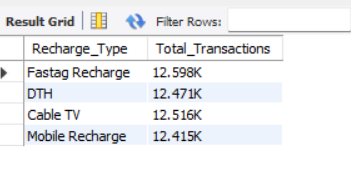 Result Grid Filter Rows:
Recharge_Type Total_Transactions
Fastag Recharge 12.598K
DTH 12.471K
Cable TV 12.516K
Mobile Recharge 12.415K